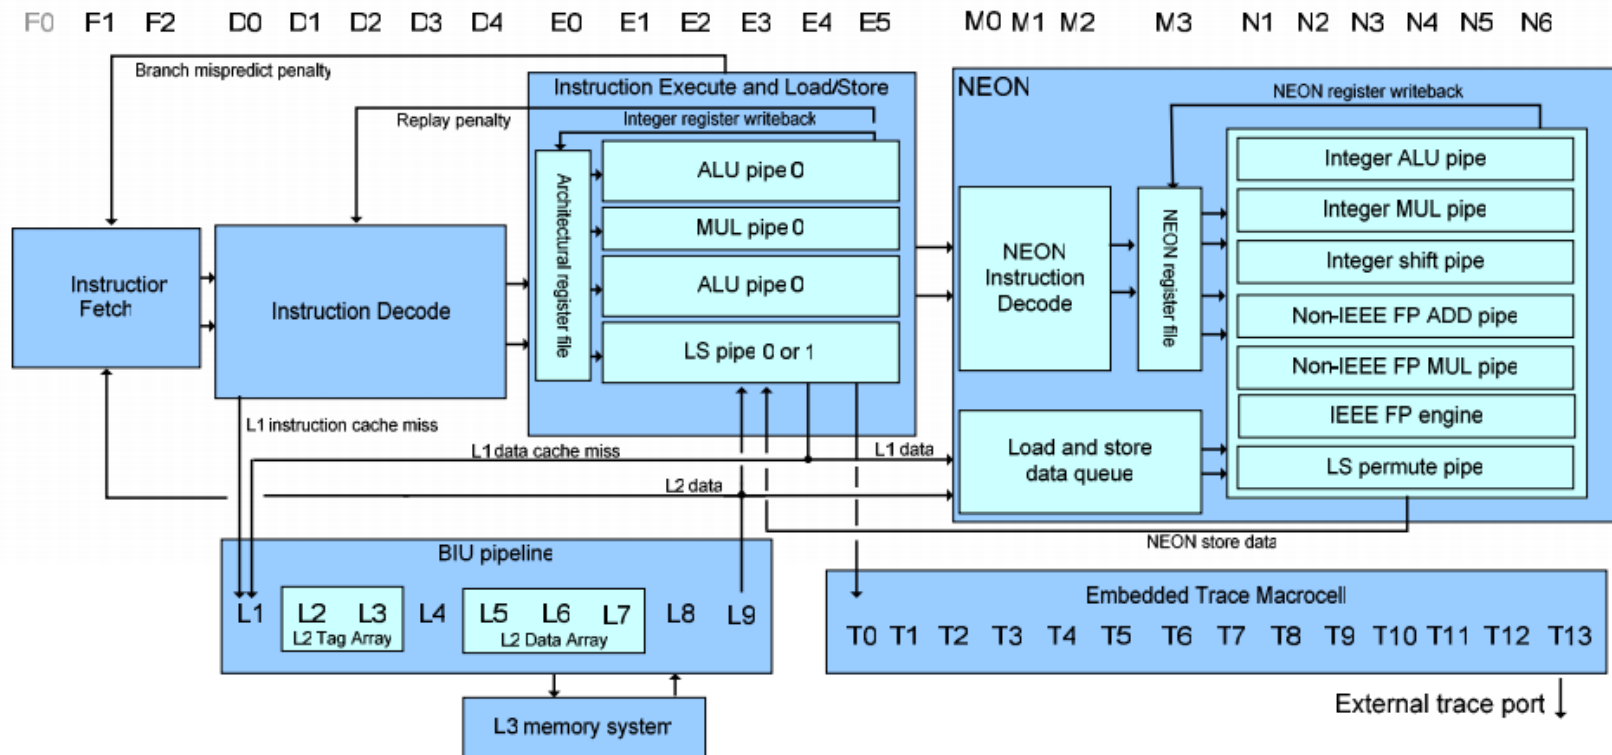 F0 F1 F2 D0 D1 D2 D3 D4 E0 E1 E2 E3 E4 E5 M0 M1 M2 M3 N1 N2 N3 N4 N5 N6
Branch mispredict penalty
Instruction Execute and Load/Store
NEON
NEON register writeback
Replay penalty
Integer register writeback
Instruction
Fetch
Instruction Decode
Architectural register file
ALU pipe 0
MUL pipe 0
ALU pipe 0
LS pipe 0 or 1
NEON
Instruction
Decode
NEON register file
Integer ALU pipe
Integer MUL pipe
Integer shift pipe
Non-IEEE FP ADD pipe
Non-IEEE FP MUL pipe
IEEE FP engine
LS permute pipe
Load and store
data queue
L1 instruction cache miss
L1 data cache miss
L1 data
L2 data
NEON store data
BIU pipeline
L1 L2 L3 L4 L5 L6 L7 L8 L9
L2 Tag Array
L2 Data Array
L3 memory system
Embedded Trace Macrocell
T0 T1 T2 T3 T4 T5 T6 T7 T8 T9 T10 T11 T12 T13
External trace port